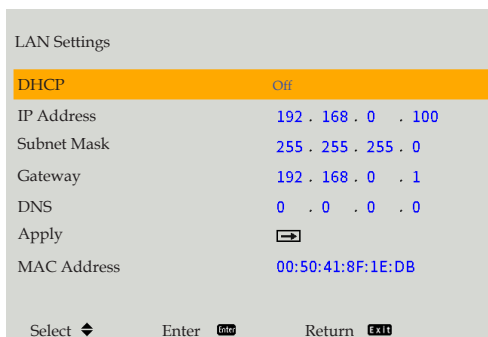 LAN Settings
DHCP Off
IP Address 192 . 168 . 0 . 100
Subnet Mask 255 . 255 . 255 . 0
Gateway 192 . 168 . 0 . 1
DNS 0 . 0 . 0 . 0
Apply
MAC Address 00:50:41:8F:1E:DB
Select Enter Enter Return Exit